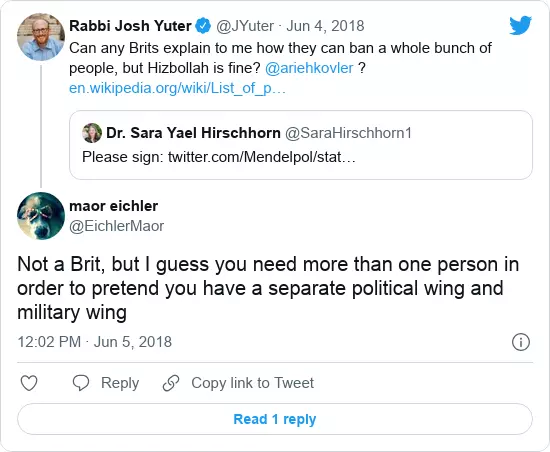 Rabbi Josh Yuter @JYuter · Jun 4, 2018
Can any Brits explain to me how they can ban a whole bunch of
people, but Hizbollah is fine? @ariehkovler ?
en.wikipedia.org/wiki/List_of_p…
Dr. Sara Yael Hirschhorn @SaraHirschhorn1
Please sign: twitter.com/Mendelpol/stat…
maor eichler
@EichlerMaor
Not a Brit, but I guess you need more than one person in
order to pretend you have a separate political wing and
military wing
12:02 PM · Jun 5, 2018
Reply Copy link to Tweet
Read 1 reply